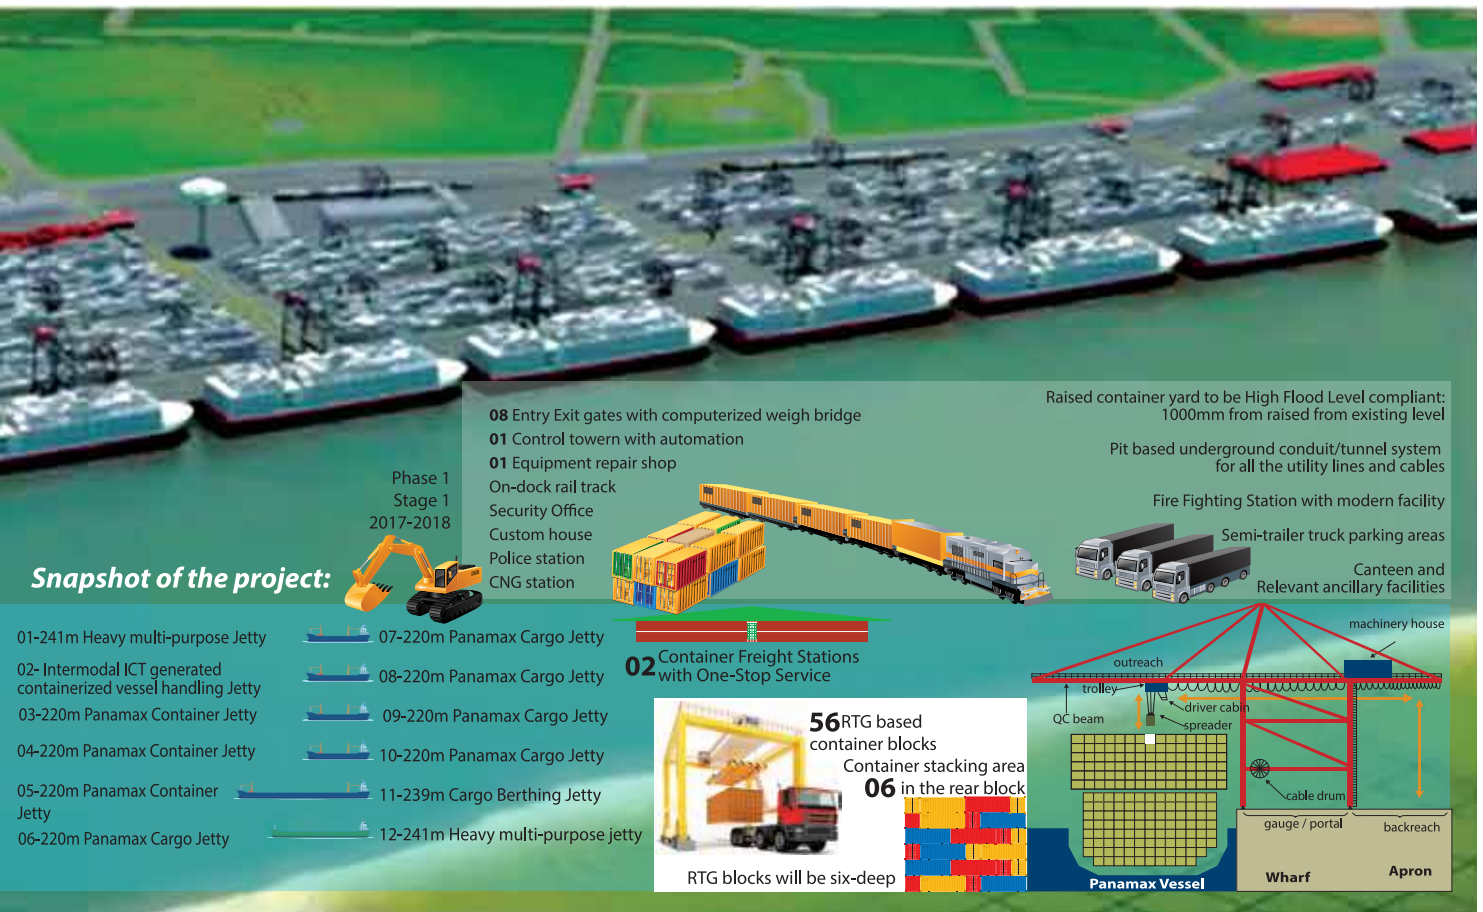 08 Entry Exit gates with computerized weigh bridge
01 Control towern with automation
01 Equipment repair shop
On-dock rail track
Security Office
Custom house
Police station
CNG station
Raised container yard to be High Flood Level compliant:
1000mm from raised from existing level
Pit based underground conduit/tunnel system
for all the utility lines and cables
Fire Fighting Station with modern facility
Semi-trailer truck parking areas
Canteen and
Relevant ancillary facilities
Phase 1
Stage 1
2017-2018
Snapshot of the project:
01-241m Heavy multi-purpose Jetty
02- Intermodal ICT generated
containerized vessel handling Jetty
03-220m Panamax Container Jetty
04-220m Panamax Container Jetty
05-220m Panamax Container
Jetty
06-220m Panamax Cargo Jetty
07-220m Panamax Cargo Jetty
08-220m Panamax Cargo Jetty
09-220m Panamax Cargo Jetty
10-220m Panamax Cargo Jetty
11-239m Cargo Berthing Jetty
12-241m Heavy multi-purpose jetty
02 Container Freight Stations
with One-Stop Service
56 RTG based
container blocks
Container stacking area
06 in the rear block
RTG blocks will be six-deep
machinery house
outreach
trolley
driver cabin
QC beam
spreader
cable drum
gauge / portal
backreach
Wharf
Apron
Panamax Vessel